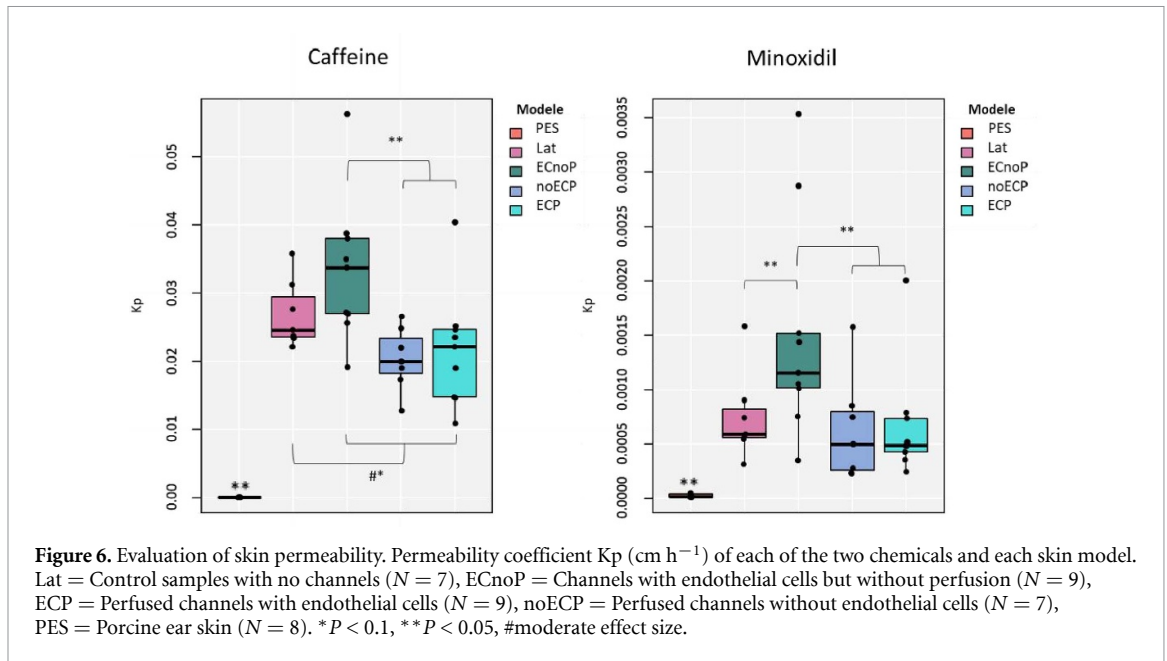 Caffeine
Minoxidil
Kp
0.00
0.01
0.02
0.03
0.04
0.05
**
**
#*
Modele
PES
Lat
ECnoP
noECP
ECP
Kp
0.0000
0.0005
0.0010
0.0015
0.0020
0.0025
0.0030
0.0035
**
**
**
Modele
PES
Lat
ECnoP
noECP
ECP
Figure 6. Evaluation of skin permeability. Permeability coefficient Kp (cm h−1) of each of the two chemicals and each skin model.
Lat = Control samples with no channels (N = 7), ECnoP = Channels with endothelial cells but without perfusion (N = 9),
ECP = Perfused channels with endothelial cells (N = 9), noECP = Perfused channels without endothelial cells (N = 7),
PES = Porcine ear skin (N = 8). *P < 0.1, **P < 0.05, #moderate effect size.